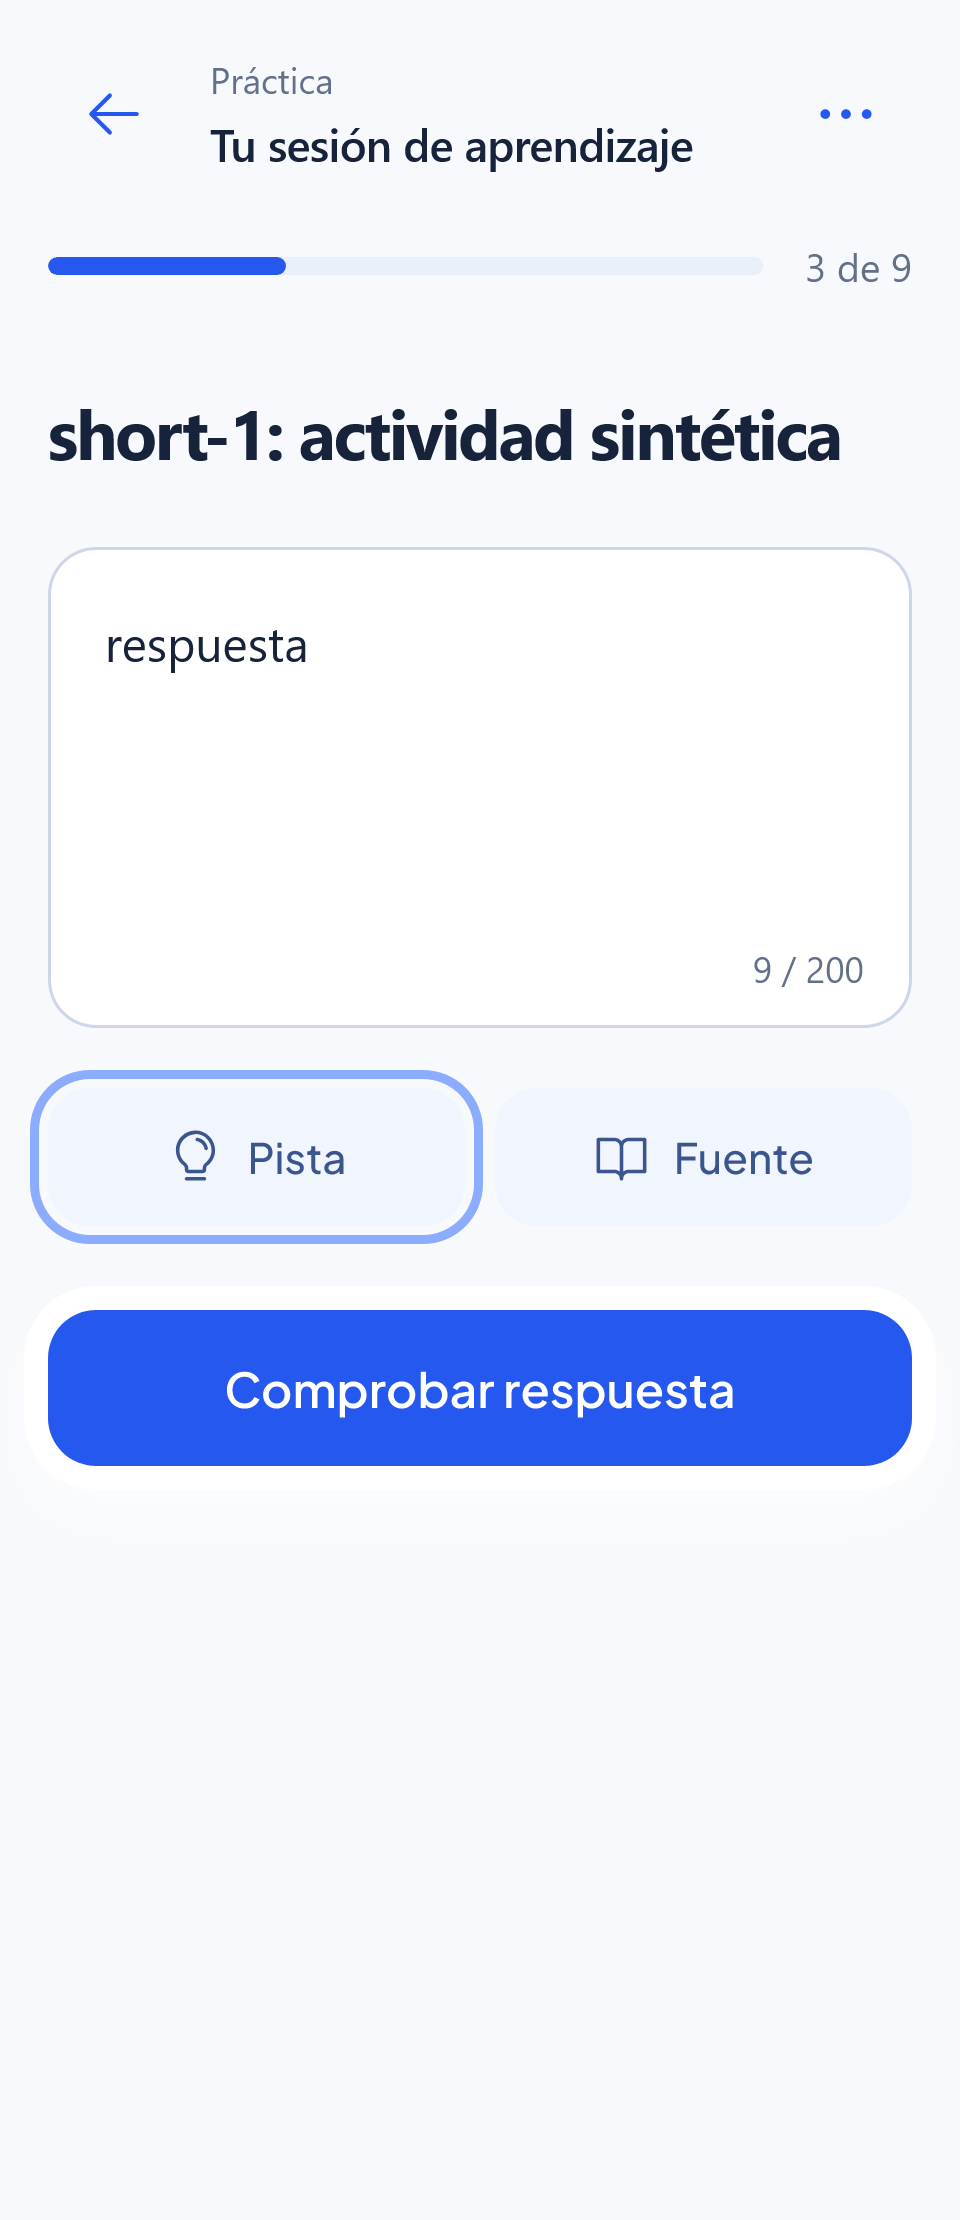 Práctica
Tu sesión de aprendizaje
3 de 9
short-1: actividad sintética
respuesta
9 / 200
Pista
Fuente
Comprobar respuesta